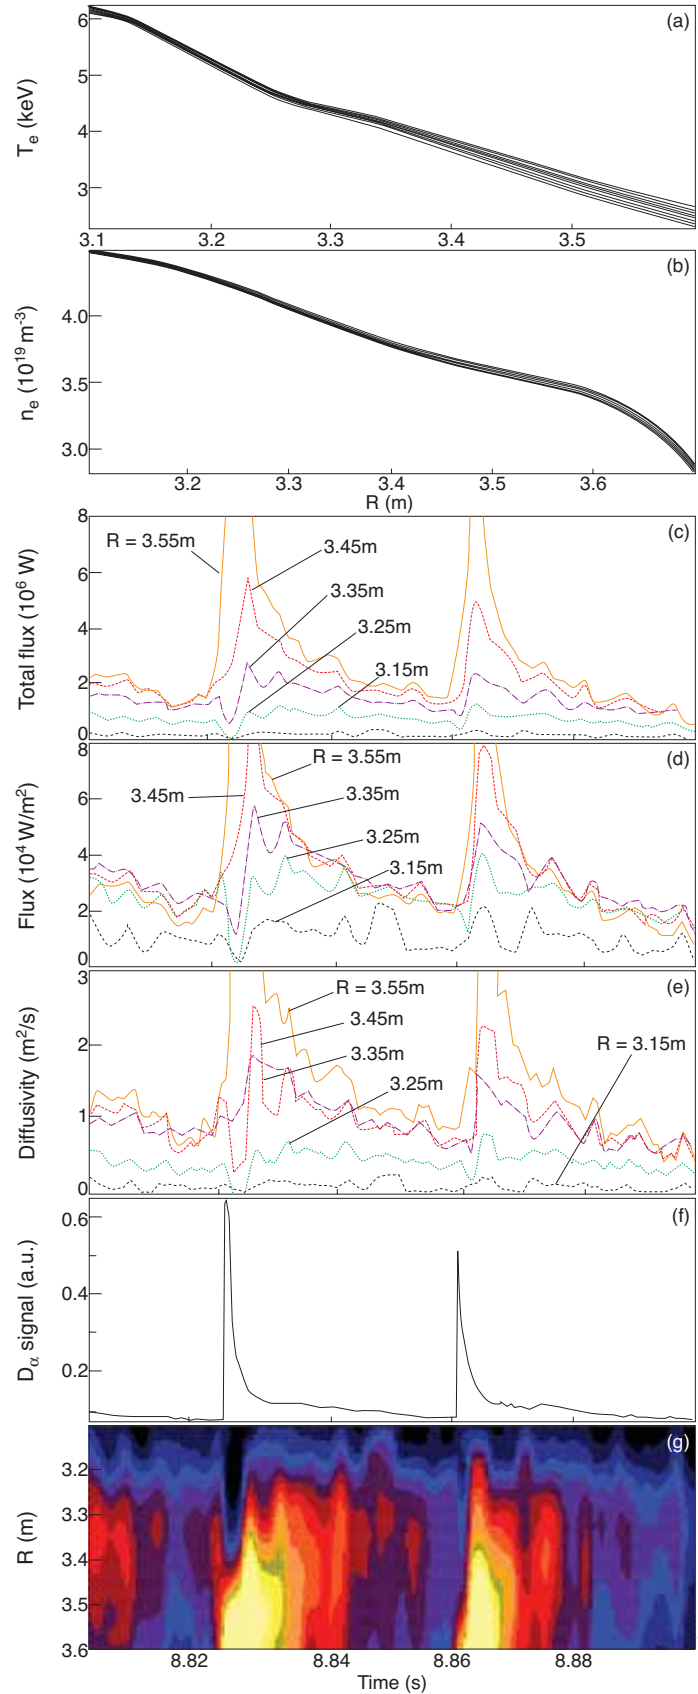 (a)
6
5
4
3
T_e (keV)
3.1 3.2 3.3 3.4 3.5
(b)
4.0
3.5
3.0
n_e (10^19 m^-3)
3.2 3.3 3.4 3.5 3.6
R (m)
(c)
8
6
4
2
0
Total flux (10^6 W)
R = 3.55m
3.45m
3.35m
3.25m
3.15m
(d)
8
6
4
2
0
Flux (10^4 W/m^2)
R = 3.55m
3.45m
3.35m
3.25m
3.15m
(e)
3
2
1
0
Diffusivity (m^2/s)
R = 3.55m
3.45m
3.35m
3.25m
R = 3.15m
(f)
0.6
0.4
0.2
D_α signal (a.u.)
(g)
3.2
3.3
3.4
3.5
3.6
R (m)
8.82 8.84 8.86 8.88
Time (s)